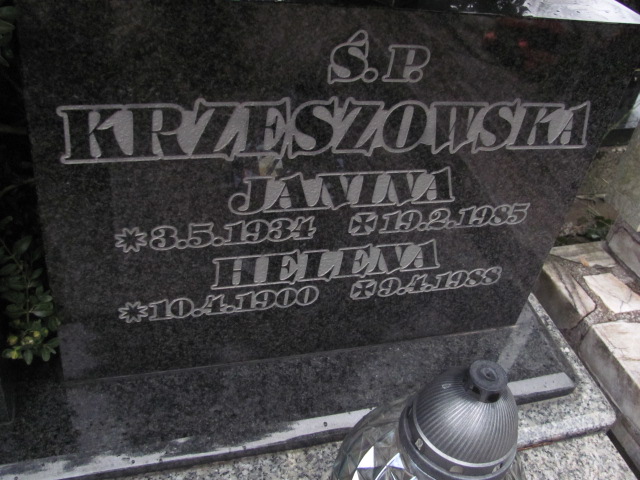 Ś.P.
KRZESZOWSKA
JANINA
*3.5.1934 ✠19.2.1985
HELENA
*10.4.1900 ✠9.4.1988